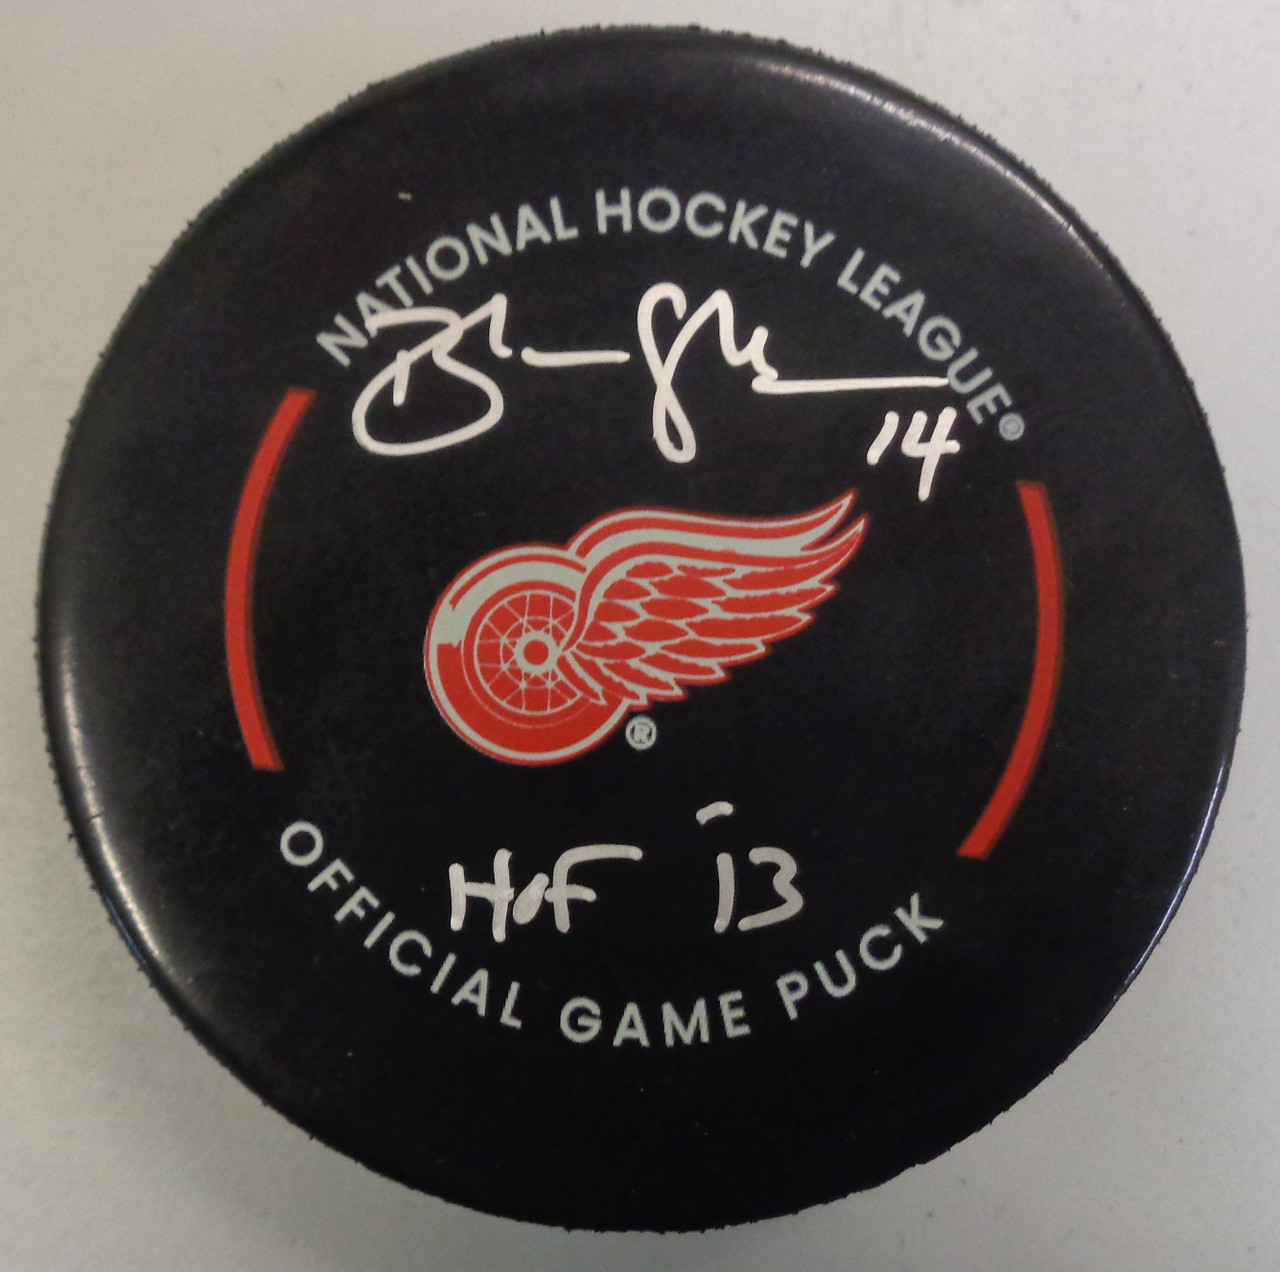 NATIONAL HOCKEY LEAGUE®
14
®
HOF 13
OFFICIAL GAME PUCK